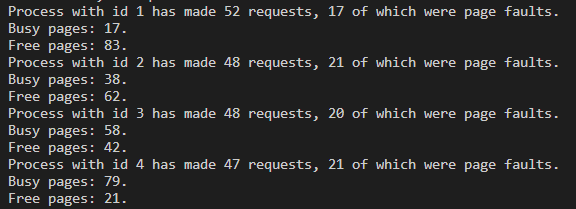 Process with id 1 has made 52 requests, 17 of which were page faults.
Busy pages: 17.
Free pages: 83.
Process with id 2 has made 48 requests, 21 of which were page faults.
Busy pages: 38.
Free pages: 62.
Process with id 3 has made 48 requests, 20 of which were page faults.
Busy pages: 58.
Free pages: 42.
Process with id 4 has made 47 requests, 21 of which were page faults.
Busy pages: 79.
Free pages: 21.